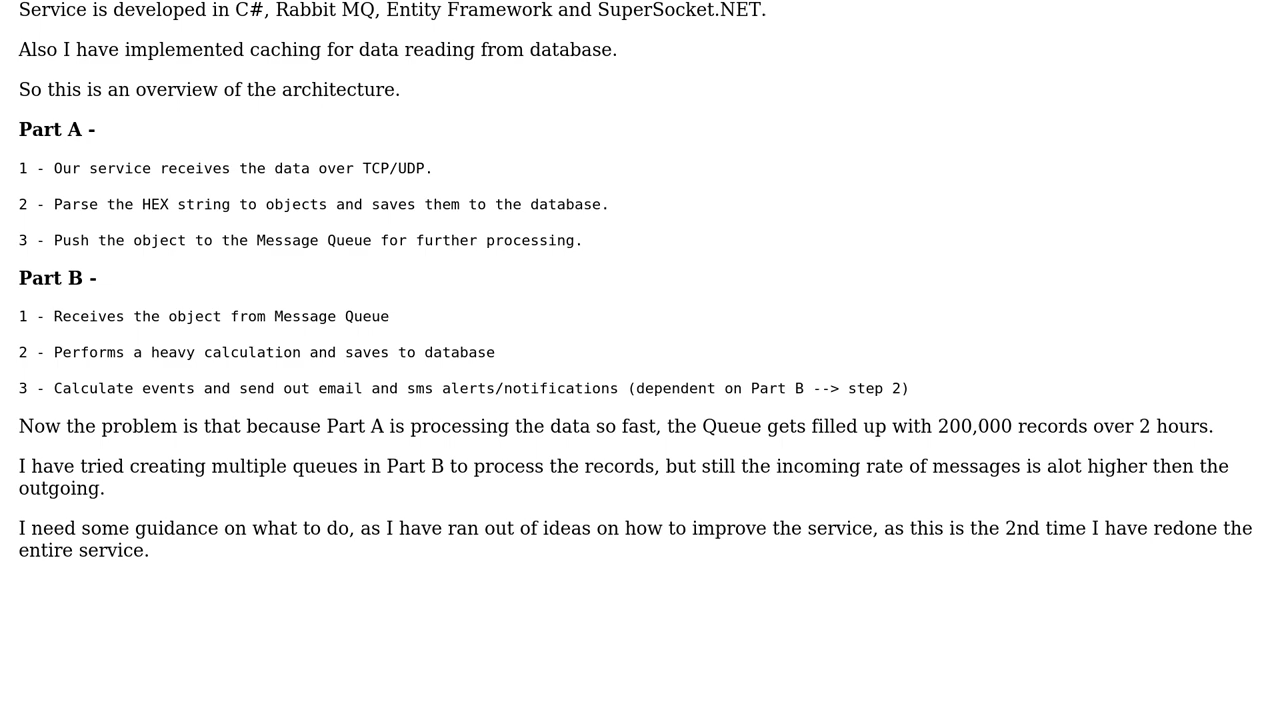 Service is developed in C#, Rabbit MQ, Entity Framework and SuperSocket.NET.
Also I have implemented caching for data reading from database.
So this is an overview of the architecture.
Part A -
1 - Our service receives the data over TCP/UDP.
2 - Parse the HEX string to objects and saves them to the database.
3 - Push the object to the Message Queue for further processing.
Part B -
1 - Receives the object from Message Queue
2 - Performs a heavy calculation and saves to database
3 - Calculate events and send out email and sms alerts/notifications (dependent on Part B --> step 2)
Now the problem is that because Part A is processing the data so fast, the Queue gets filled up with 200,000 records over 2 hours.
I have tried creating multiple queues in Part B to process the records, but still the incoming rate of messages is alot higher then the
outgoing.
I need some guidance on what to do, as I have ran out of ideas on how to improve the service, as this is the 2nd time I have redone the
entire service.